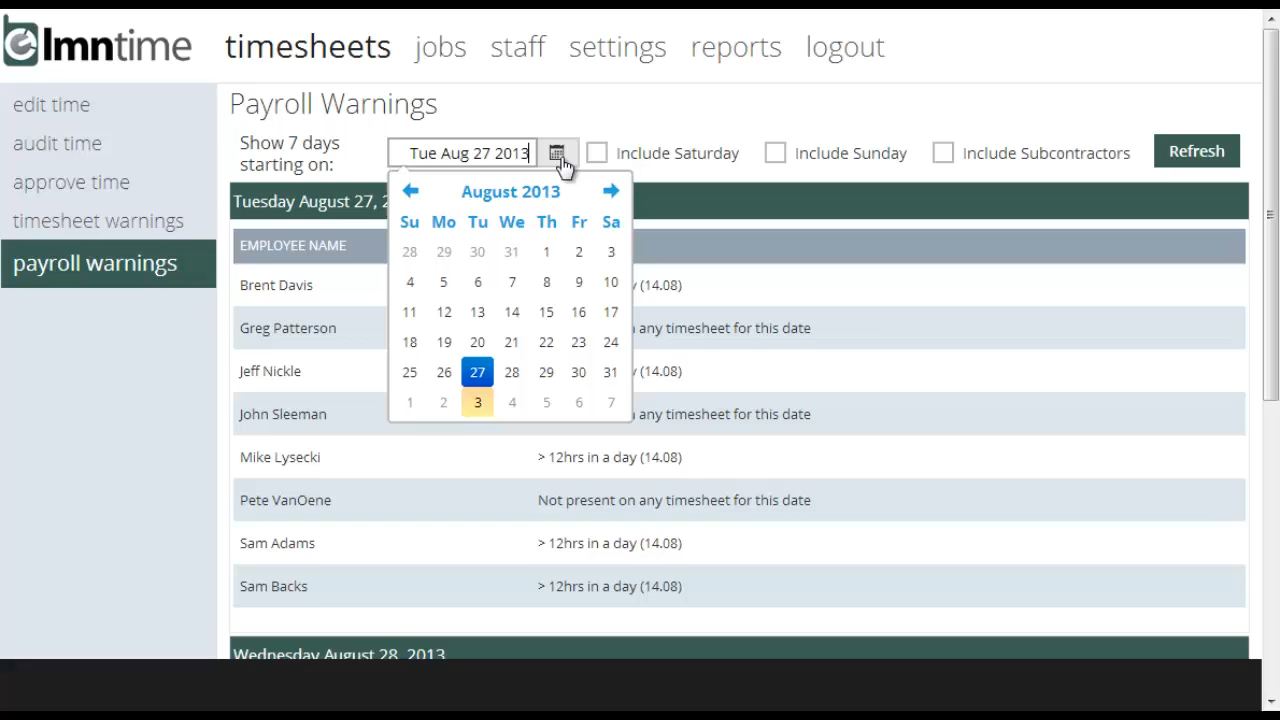 lmntime timesheets jobs staff settings reports logout
edit time
audit time
approve time
timesheet warnings
payroll warnings
Payroll Warnings
Show 7 days
starting on:
Tue Aug 27 2013
Include Saturday
Include Sunday
Include Subcontractors
Refresh
August 2013
Su Mo Tu We Th Fr Sa
28 29 30 31 1 2 3
4 5 6 7 8 9 10
11 12 13 14 15 16 17
18 19 20 21 22 23 24
25 26 27 28 29 30 31
1 2 3 4 5 6 7
Tuesday August 27, 2
EMPLOYEE NAME
Brent Davis (14.08)
Greg Patterson any timesheet for this date
Jeff Nickle (14.08)
John Sleeman any timesheet for this date
Mike Lysecki > 12hrs in a day (14.08)
Pete VanOene Not present on any timesheet for this date
Sam Adams > 12hrs in a day (14.08)
Sam Backs > 12hrs in a day (14.08)
Wednesday August 28, 2013